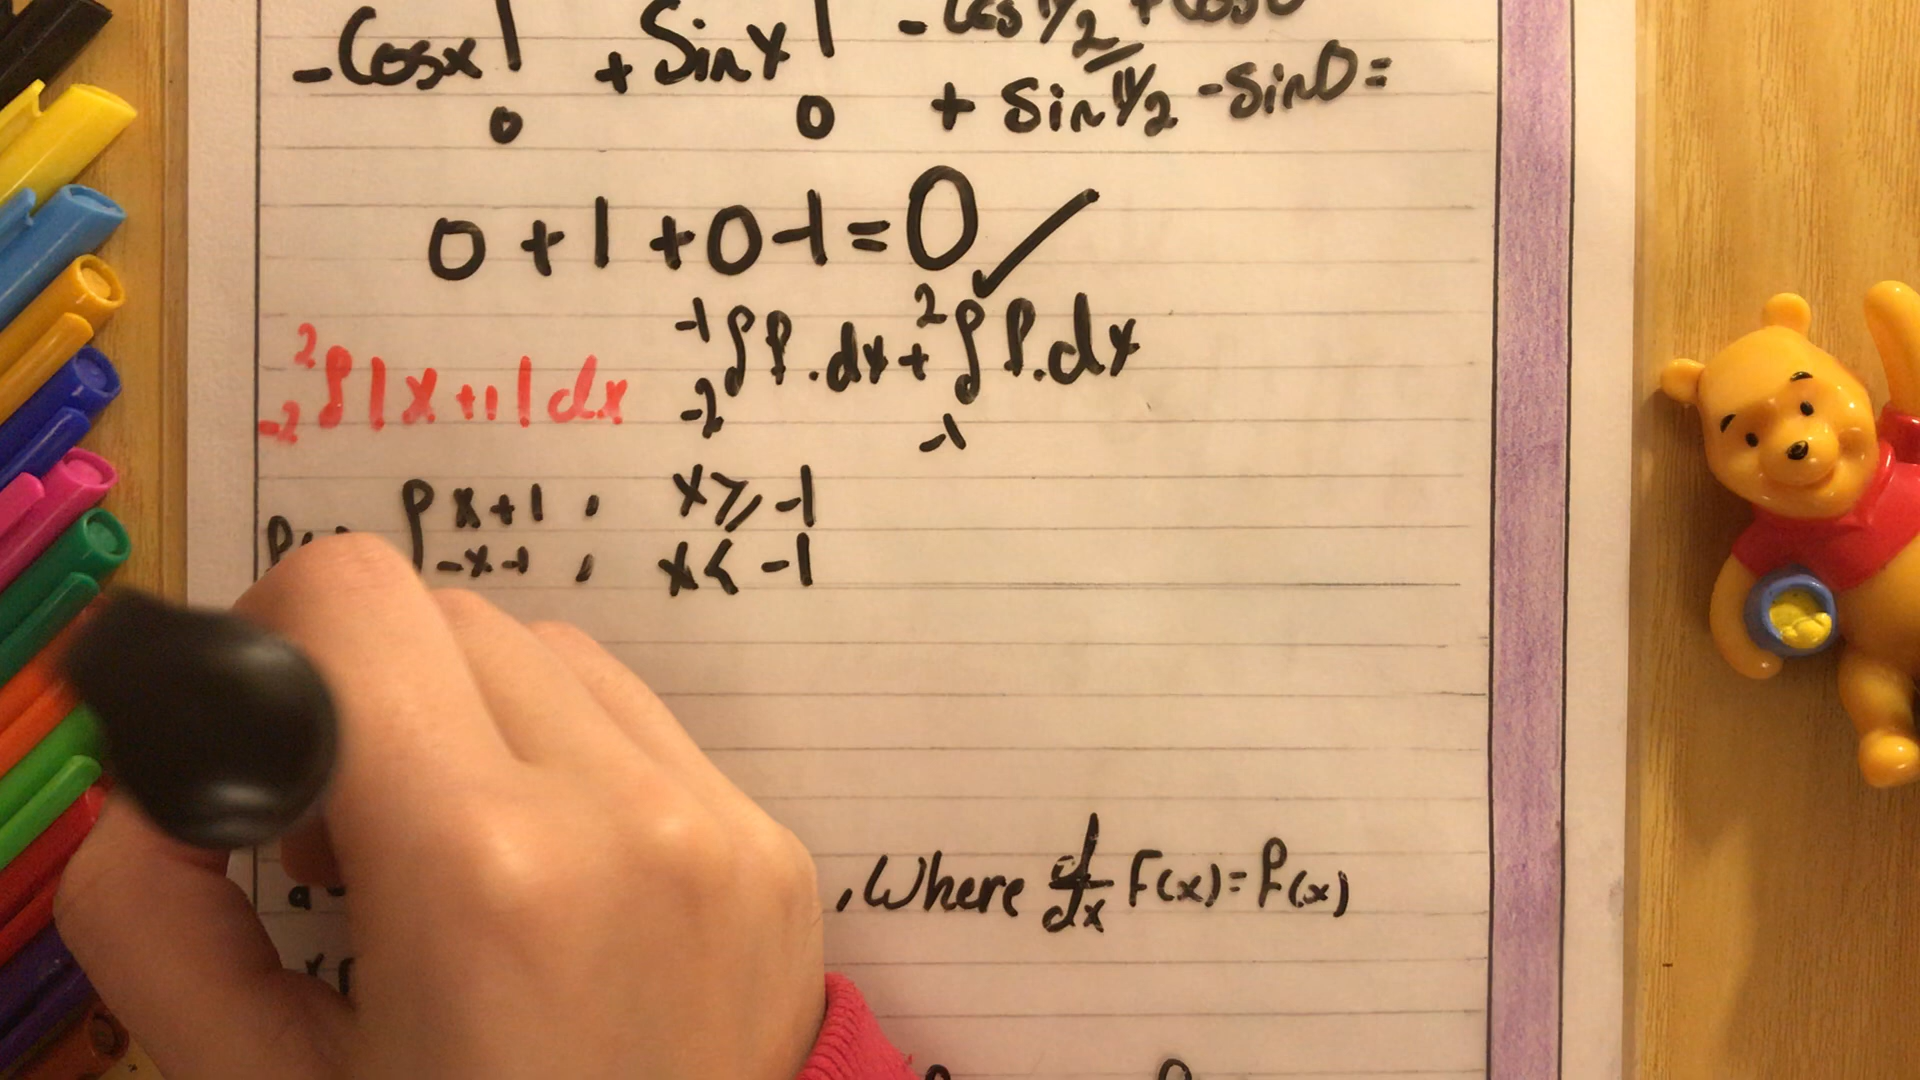 -Cosx| + Sinx| - Cos π/2 + Cos0
0 0 + Sin π/2 - Sin0 =
0 + 1 + 0 - 1 = 0 ✓
-2∫2 |x+1| dx -2∫-1 f.dx + -1∫2 f.dx
{ x+1 , x ≥ -1
-x-1 , x < -1
, Where d/dx F(x) = f(x)